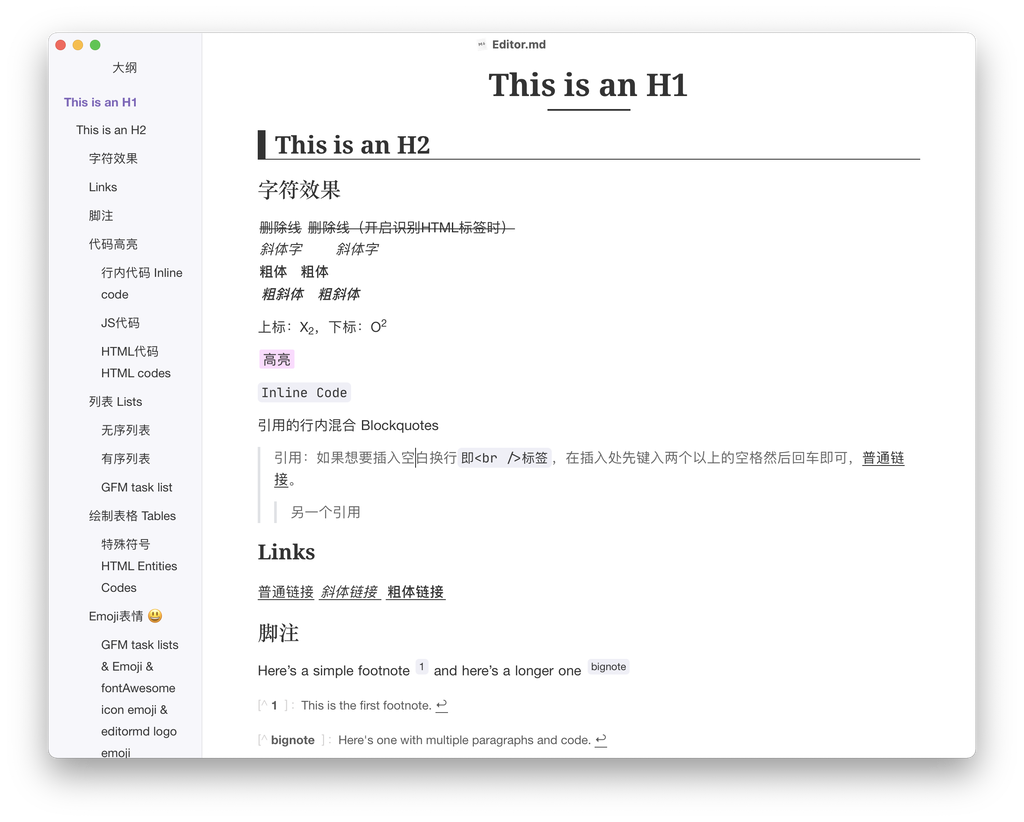 Editor.md
大纲
This is an H1
This is an H2
字符效果
Links
脚注
代码高亮
行内代码 Inline
code
JS代码
HTML代码
HTML codes
列表 Lists
无序列表
有序列表
GFM task list
绘制表格 Tables
特殊符号
HTML Entities
Codes
Emoji表情 😃
GFM task lists
& Emoji &
fontAwesome
icon emoji &
editormd logo
emoji
This is an H1
This is an H2
字符效果
删除线 删除线（开启识别HTML标签时）
斜体字 斜体字
粗体 粗体
粗斜体 粗斜体
上标：X₂，下标：O²
高亮
Inline Code
引用的行内混合 Blockquotes
引用：如果想要插入空白换行即<br />标签，在插入处先键入两个以上的空格然后回车即可，普通链
接。
另一个引用
Links
普通链接 斜体链接 粗体链接
脚注
Here’s a simple footnote 1 and here’s a longer one bignote
[^ 1 ]: This is the first footnote. ↩
[^ bignote ]: Here's one with multiple paragraphs and code. ↩